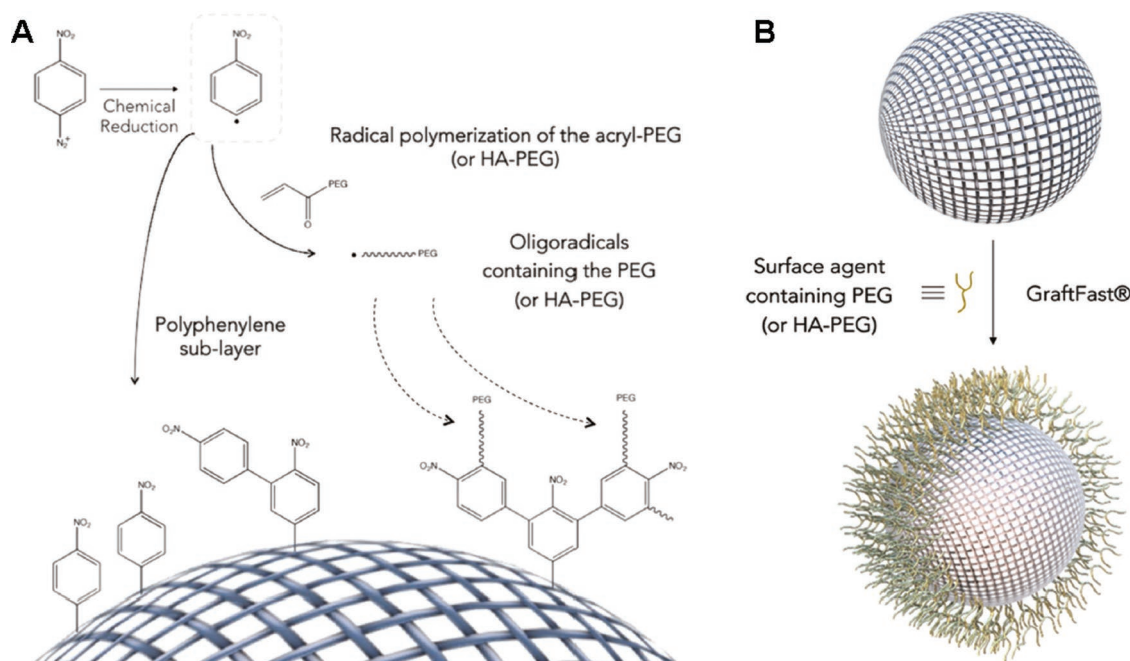 A
NO₂
N₂⁺
Chemical
Reduction
NO₂
Radical polymerization of the acryl-PEG
(or HA-PEG)
PEG
O
PEG
Oligoradicals
containing the PEG
(or HA-PEG)
Polyphenylene
sub-layer
NO₂
NO₂
O₂N
NO₂
PEG
PEG
O₂N
NO₂
NO₂
B
Surface agent
containing PEG
(or HA-PEG)
GraftFast®